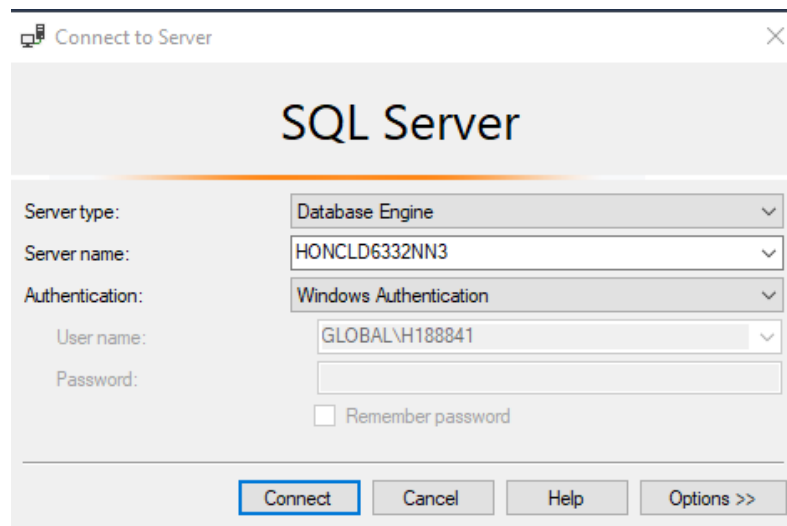 Connect to Server
SQL Server
Server type: Database Engine
Server name: HONCLD6332NN3
Authentication: Windows Authentication
User name: GLOBAL\H188841
Password:
Remember password
Connect Cancel Help Options >>